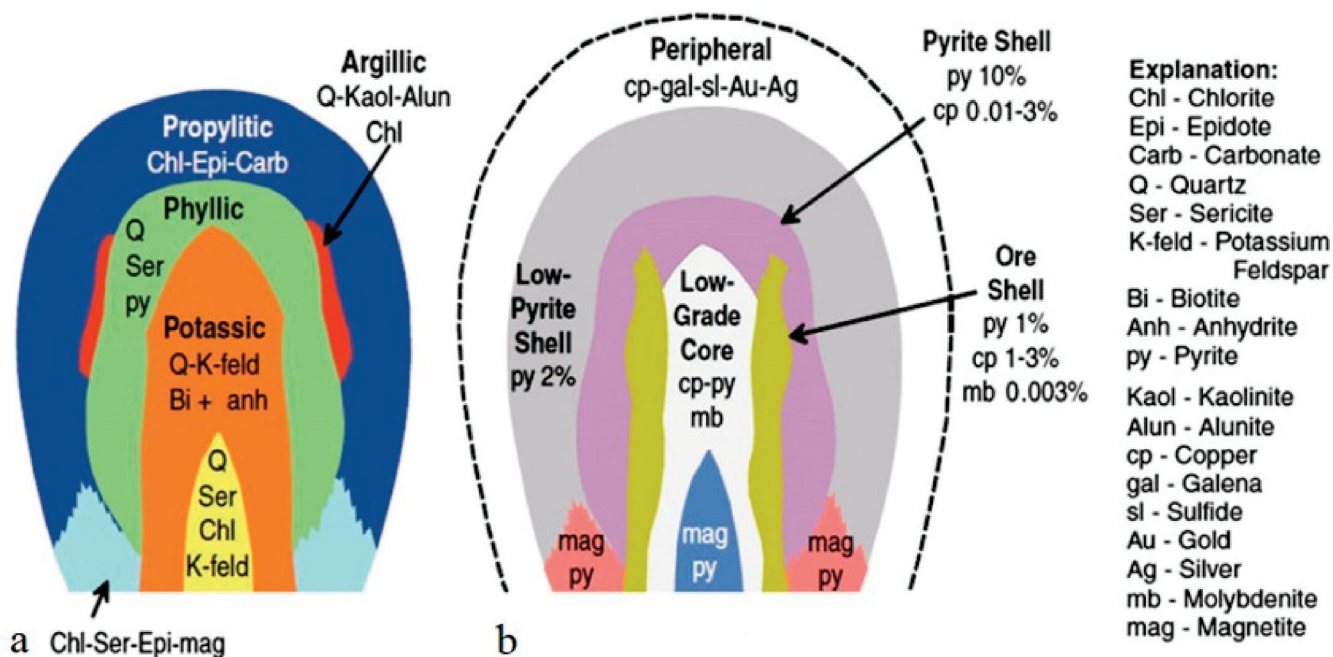 Argillic
Q-Kaol-Alun
Chl
Propylitic
Chl-Epi-Carb
Phyllic
Q
Ser
py
Potassic
Q-K-feld
Bi + anh
Q
Ser
Chl
K-feld
a
Chl-Ser-Epi-mag
Peripheral
cp-gal-sl-Au-Ag
Pyrite Shell
py 10%
cp 0.01-3%
Low-
Pyrite
Shell
py 2%
Low-
Grade
Core
cp-py
mb
Ore
Shell
py 1%
cp 1-3%
mb 0.003%
mag
py
mag
py
mag
py
b
Explanation:
Chl - Chlorite
Epi - Epidote
Carb - Carbonate
Q - Quartz
Ser - Sericite
K-feld - Potassium
Feldspar
Bi - Biotite
Anh - Anhydrite
py - Pyrite
Kaol - Kaolinite
Alun - Alunite
cp - Copper
gal - Galena
sl - Sulfide
Au - Gold
Ag - Silver
mb - Molybdenite
mag - Magnetite